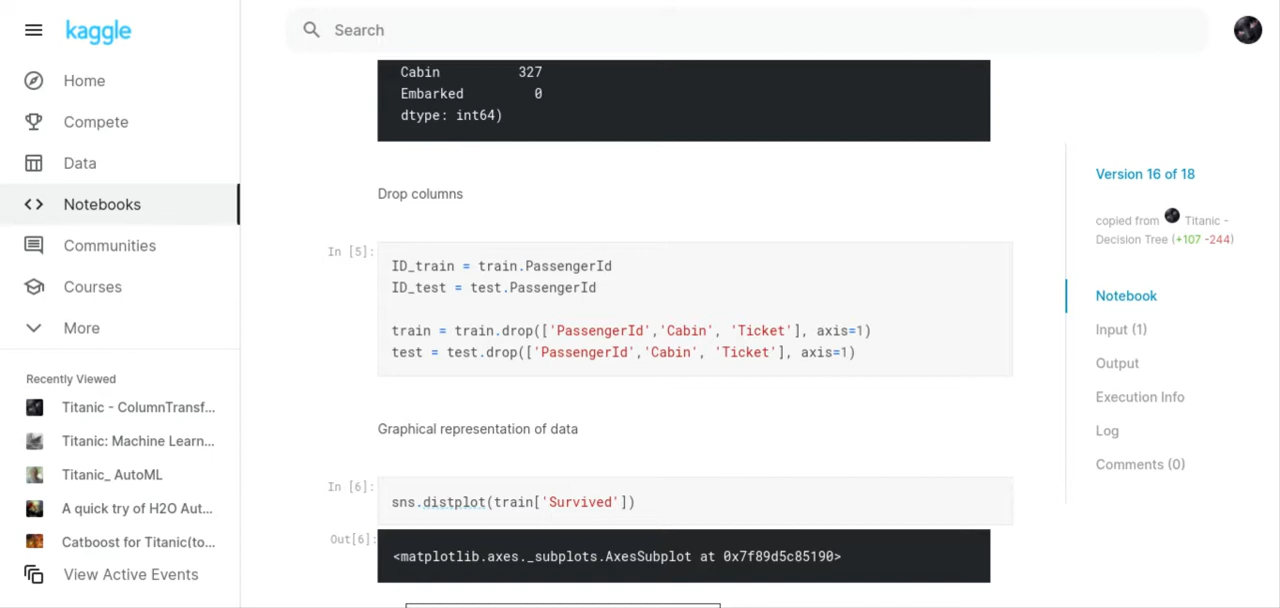 kaggle
Search
Home
Compete
Data
Notebooks
Communities
Courses
More
Recently Viewed
Titanic - ColumnTransf...
Titanic: Machine Learn...
Titanic_ AutoML
A quick try of H2O Aut...
Catboost for Titanic(to...
View Active Events
Cabin 327
Embarked 0
dtype: int64)
Drop columns
In [5]:
ID_train = train.PassengerId
ID_test = test.PassengerId
train = train.drop(['PassengerId','Cabin', 'Ticket'], axis=1)
test = test.drop(['PassengerId','Cabin', 'Ticket'], axis=1)
Graphical representation of data
In [6]:
sns.distplot(train['Survived'])
Out[6]:
<matplotlib.axes._subplots.AxesSubplot at 0x7f89d5c85190>
Version 16 of 18
copied from Titanic -
Decision Tree (+107 -244)
Notebook
Input (1)
Output
Execution Info
Log
Comments (0)